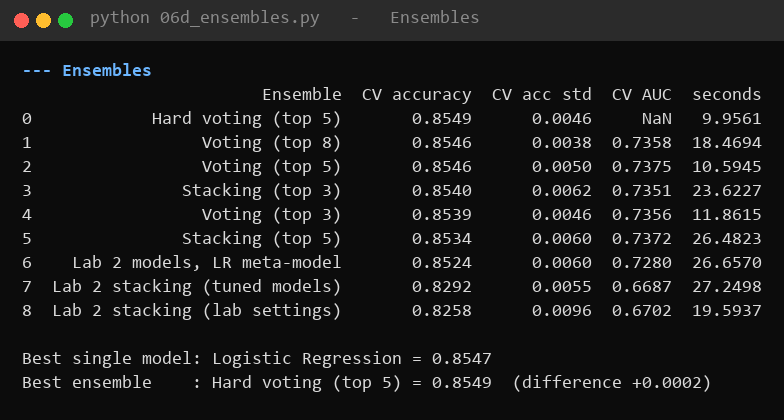 python 06d_ensembles.py   -   Ensembles
--- Ensembles
                       Ensemble  CV accuracy  CV acc std  CV AUC  seconds
0            Hard voting (top 5)       0.8549      0.0046     NaN   9.9561
1                 Voting (top 8)       0.8546      0.0038  0.7358  18.4694
2                 Voting (top 5)       0.8546      0.0050  0.7375  10.5945
3               Stacking (top 3)       0.8540      0.0062  0.7351  23.6227
4                 Voting (top 3)       0.8539      0.0046  0.7356  11.8615
5               Stacking (top 5)       0.8534      0.0060  0.7372  26.4823
6    Lab 2 models, LR meta-model       0.8524      0.0060  0.7280  26.6570
7  Lab 2 stacking (tuned models)       0.8292      0.0055  0.6687  27.2498
8  Lab 2 stacking (lab settings)       0.8258      0.0096  0.6702  19.5937
Best single model: Logistic Regression = 0.8547
Best ensemble    : Hard voting (top 5) = 0.8549  (difference +0.0002)